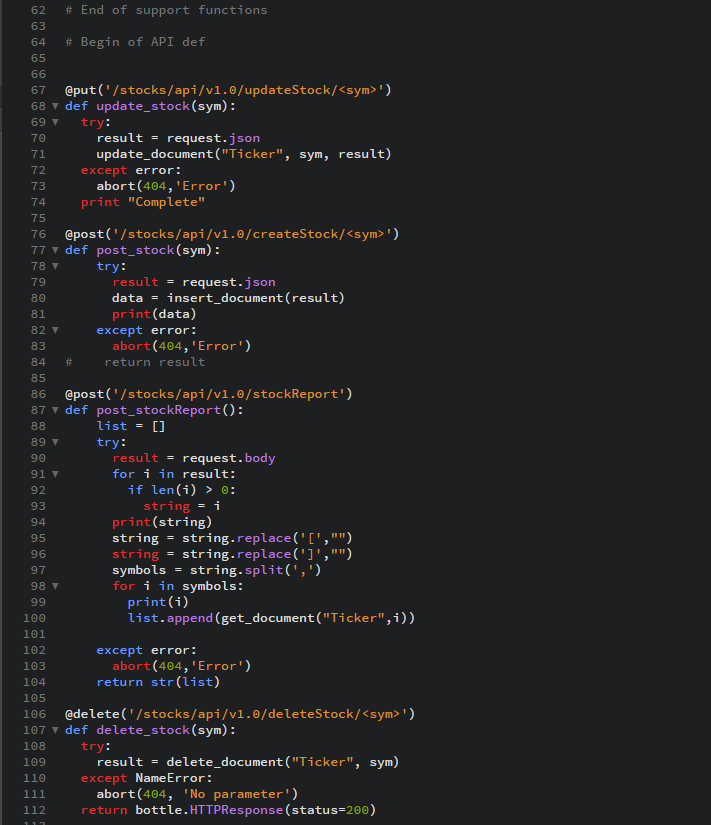 62 # End of support functions
63
64 # Begin of API def
65
66
67 @put('/stocks/api/v1.0/updateStock/<sym>')
68 def update_stock(sym):
69   try:
70     result = request.json
71     update_document("Ticker", sym, result)
72   except error:
73     abort(404,'Error')
74   print "Complete"
75
76 @post('/stocks/api/v1.0/createStock/<sym>')
77 def post_stock(sym):
78     try:
79       result = request.json
80       data = insert_document(result)
81       print(data)
82     except error:
83       abort(404,'Error')
84 #    return result
85
86 @post('/stocks/api/v1.0/stockReport')
87 def post_stockReport():
88     list = []
89     try:
90       result = request.body
91       for i in result:
92         if len(i) > 0:
93           string = i
94       print(string)
95       string = string.replace('[',"")
96       string = string.replace(']',"")
97       symbols = string.split(',')
98       for i in symbols:
99         print(i)
100         list.append(get_document("Ticker",i))
101
102     except error:
103       abort(404,'Error')
104     return str(list)
105
106 @delete('/stocks/api/v1.0/deleteStock/<sym>')
107 def delete_stock(sym):
108   try:
109     result = delete_document("Ticker", sym)
110   except NameError:
111     abort(404, 'No parameter')
112   return bottle.HTTPResponse(status=200)